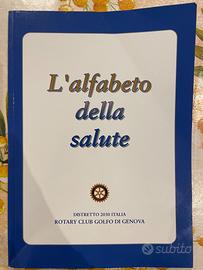 L'alfabeto
della
salute
DISTRETTO 2030 ITALIA
ROTARY CLUB GOLFO DI GENOVA
subito